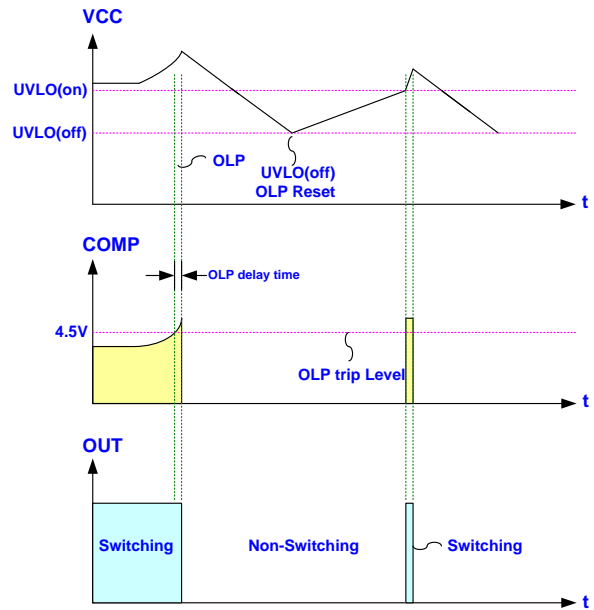 VCC
UVLO(on)
UVLO(off)
OLP
UVLO(off)
OLP Reset
t
COMP
OLP delay time
4.5V
OLP trip Level
t
OUT
Switching
Non-Switching
Switching
t